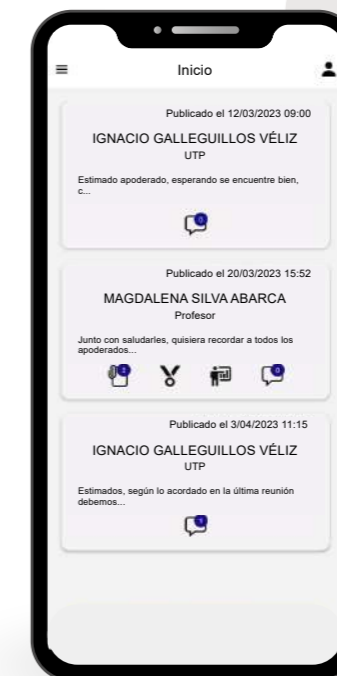 Inicio
Publicado el 12/03/2023 09:00
IGNACIO GALLEGUILLOS VÉLIZ
UTP
Estimado apoderado, esperando se encuentre bien,
c...
0
Publicado el 20/03/2023 15:52
MAGDALENA SILVA ABARCA
Profesor
Junto con saludarles, quisiera recordar a todos los
apoderados...
2 0
Publicado el 3/04/2023 11:15
IGNACIO GALLEGUILLOS VÉLIZ
UTP
Estimados, según lo acordado en la última reunión
debemos...